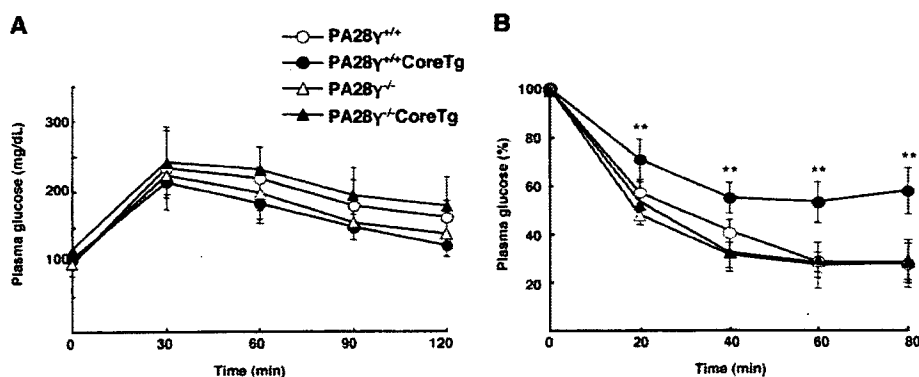 A
PA28γ+/+
PA28γ+/+CoreTg
PA28γ-/-
PA28γ-/-CoreTg
Plasma glucose (mg/dL)
300
200
100
0 30 60 90 120
Time (min)
B
Plasma glucose (%)
100
80
60
40
20
** ** ** **
0 20 40 60 80
Time (min)